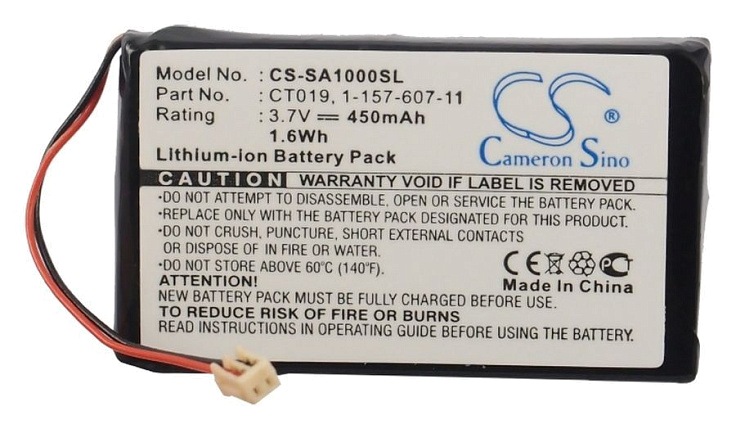 Model No. : CS-SA1000SL
Part No. : CT019, 1-157-607-11
Rating : 3.7V 450mAh
1.6Wh
Lithium-ion Battery Pack
CS ®
Cameron Sino
CAUTION WARRANTY VOID IF LABEL IS REMOVED
•DO NOT ATTEMPT TO DISASSEMBLE, OPEN OR SERVICE THE BATTERY PACK.
•REPLACE ONLY WITH THE BATTERY PACK DESIGNATED FOR THIS PRODUCT.
•DO NOT CRUSH, PUNCTURE, SHORT EXTERNAL CONTACTS
OR DISPOSE OF IN FIRE OR WATER.
•DO NOT STORE ABOVE 60°C (140°F).
CE
Made In China
ATTENTION!
NEW BATTERY PACK MUST BE FULLY CHARGED BEFORE USE!
TO REDUCE RISK OF FIRE OR BURNS
READ INSTRUCTIONS IN OPERATING GUIDE BEFORE USE.